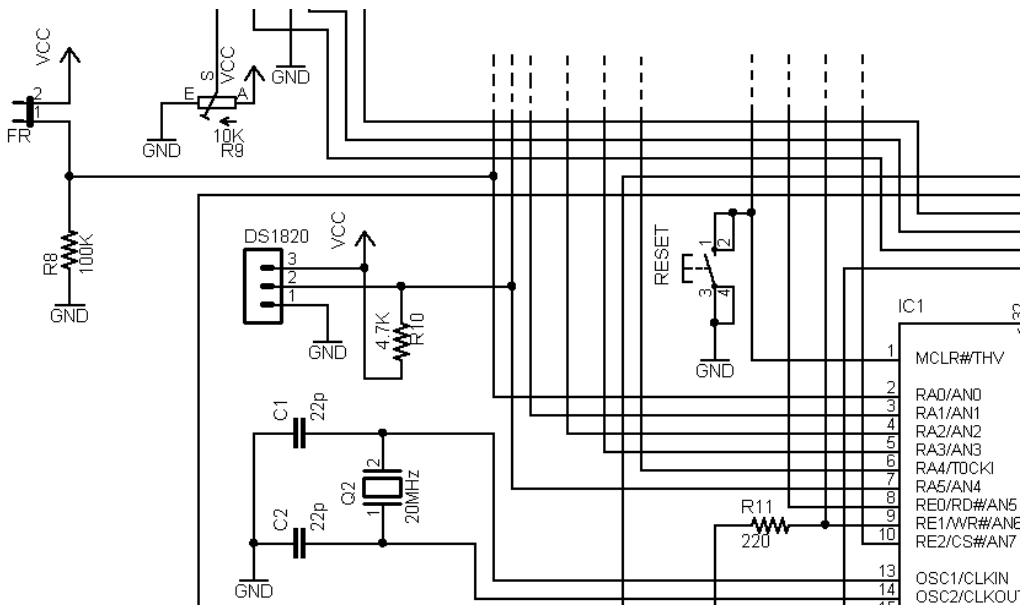 VCC
2
1
FR
S
VCC
E
A
10K
R9
GND
GND
R8
100K
GND
DS1820
3
2
1
VCC
4.7K
R10
GND
RESET
1
2
3
4
GND
IC1
1
MCLR#/THV
2
RA0/AN0
3
RA1/AN1
4
RA2/AN2
5
RA3/AN3
6
RA4/T0CKI
7
RA5/AN4
8
RE0/RD#/AN5
9
RE1/WR#/AN6
10
RE2/CS#/AN7
13
OSC1/CLKIN
14
OSC2/CLKOUT
C1
22p
C2
22p
Q2
2
1
20MHz
GND
R11
220